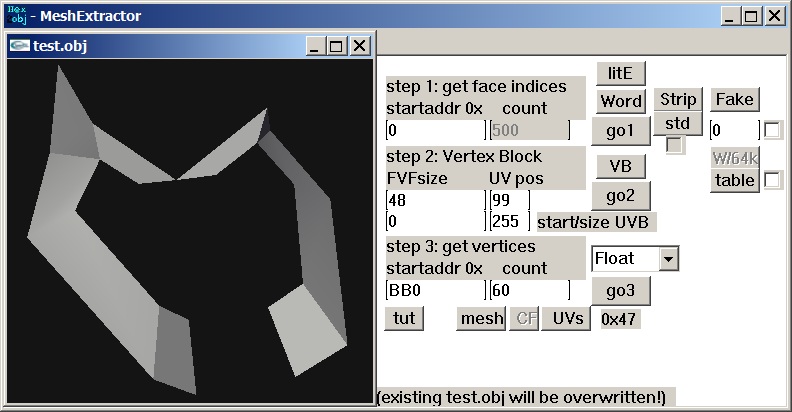 Hex
obj - MeshExtractor
test.obj
step 1: get face indices
startaddr 0x count
0 500
litE
Word
go1
Strip
std
Fake
0
step 2: Vertex Block
FVFsize UV pos
48 99
0 255 start/size UVB
VB
go2
W/64k
table
step 3: get vertices
startaddr 0x count
BB0 60
Float
go3
tut mesh CF UVs 0x47
(existing test.obj will be overwritten!)